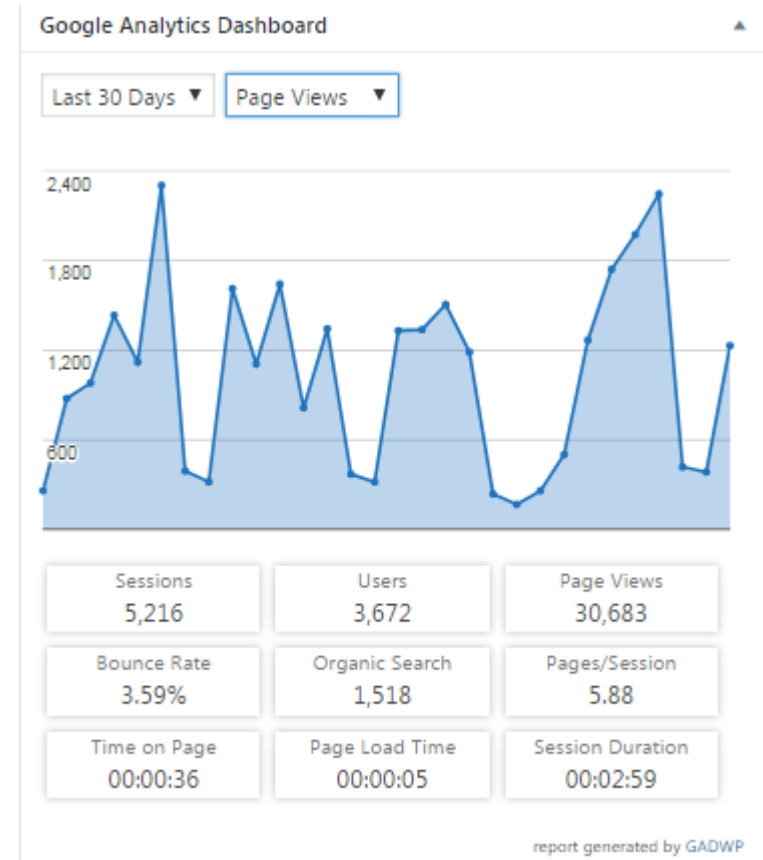 Google Analytics Dashboard ▲
Last 30 Days ▼ Page Views ▼
2,400
1,800
1,200
600
Sessions Users Page Views
5,216 3,672 30,683
Bounce Rate Organic Search Pages/Session
3.59% 1,518 5.88
Time on Page Page Load Time Session Duration
00:00:36 00:00:05 00:02:59
report generated by GADWP